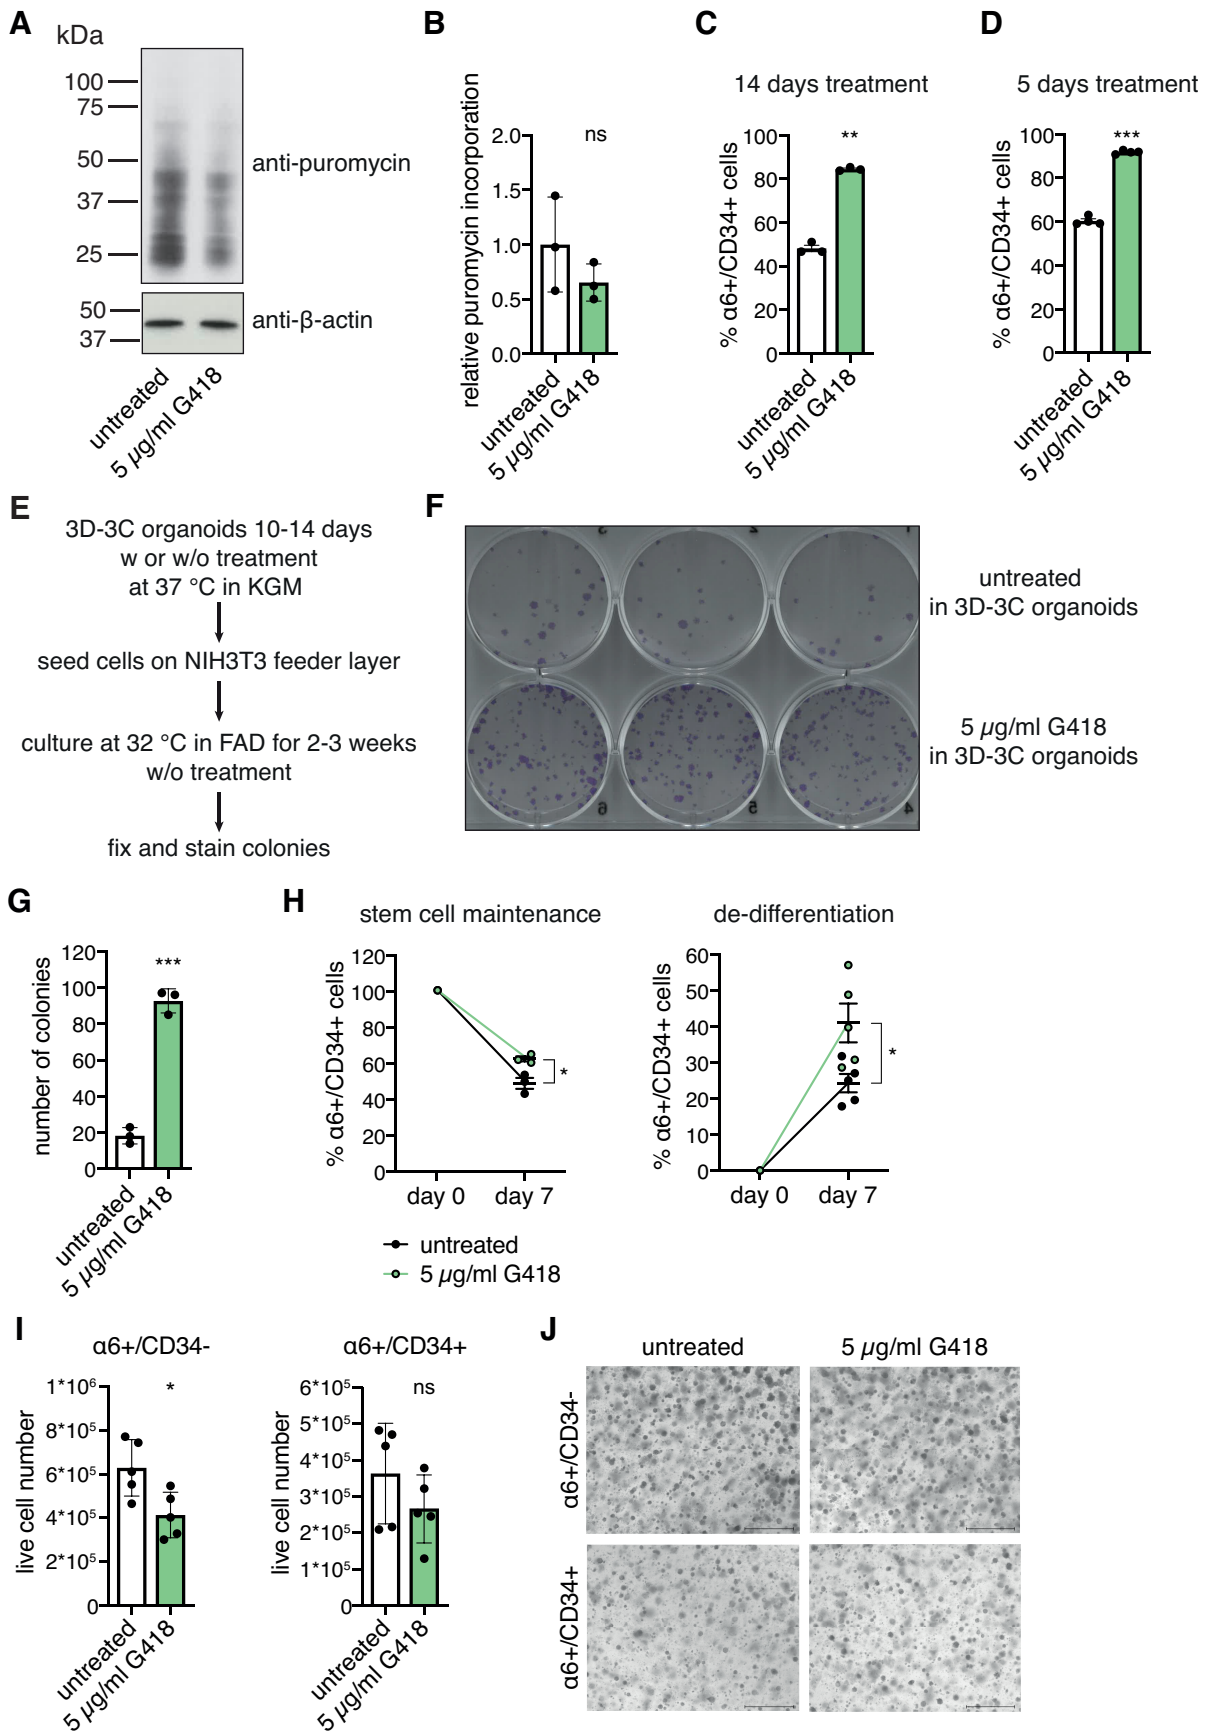 A
kDa
100
75
50
37
25
anti-puromycin
50
37
anti-β-actin
untreated
5 µg/ml G418
B
relative puromycin incorporation
2.0
1.5
1.0
0.5
0.0
ns
untreated
5 µg/ml G418
C
14 days treatment
% α6+/CD34+ cells
100
80
60
40
20
0
**
untreated
5 µg/ml G418
D
5 days treatment
% α6+/CD34+ cells
100
80
60
40
20
0
***
untreated
5 µg/ml G418
E
3D-3C organoids 10-14 days
w or w/o treatment
at 37 °C in KGM
seed cells on NIH3T3 feeder layer
culture at 32 °C in FAD for 2-3 weeks
w/o treatment
fix and stain colonies
F
untreated
in 3D-3C organoids
5 µg/ml G418
in 3D-3C organoids
6
5
4
G
number of colonies
120
100
80
60
40
20
0
***
untreated
5 µg/ml G418
H
stem cell maintenance
% α6+/CD34+ cells
120
100
80
60
40
20
0
*
day 0
day 7
de-differentiation
% α6+/CD34+ cells
60
50
40
30
20
10
0
*
day 0
day 7
untreated
5 µg/ml G418
I
α6+/CD34-
live cell number
1*10⁶
8*10⁵
6*10⁵
4*10⁵
2*10⁵
0
*
untreated
5 µg/ml G418
α6+/CD34+
live cell number
6*10⁵
5*10⁵
4*10⁵
3*10⁵
2*10⁵
1*10⁵
0
ns
untreated
5 µg/ml G418
J
untreated
5 µg/ml G418
α6+/CD34-
α6+/CD34+